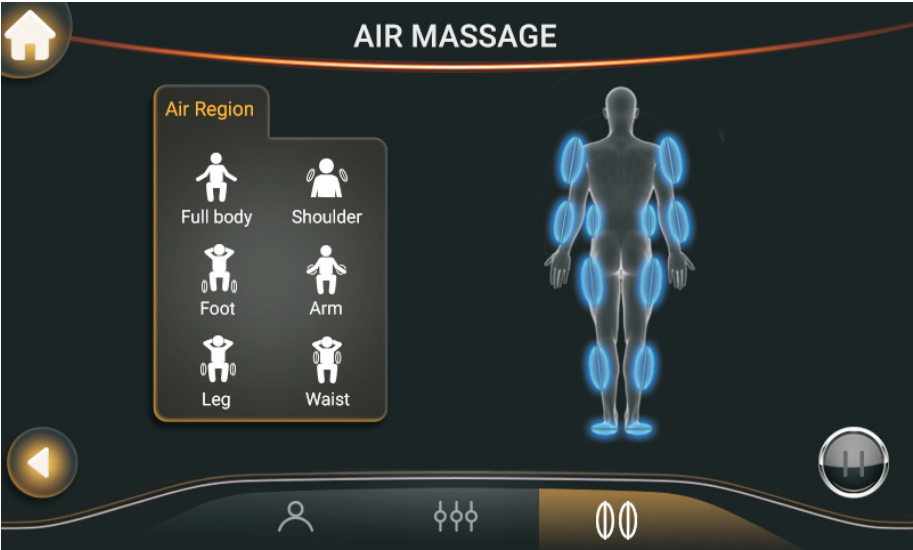 AIR MASSAGE
Air Region
Full body
Shoulder
Foot
Arm
Leg
Waist